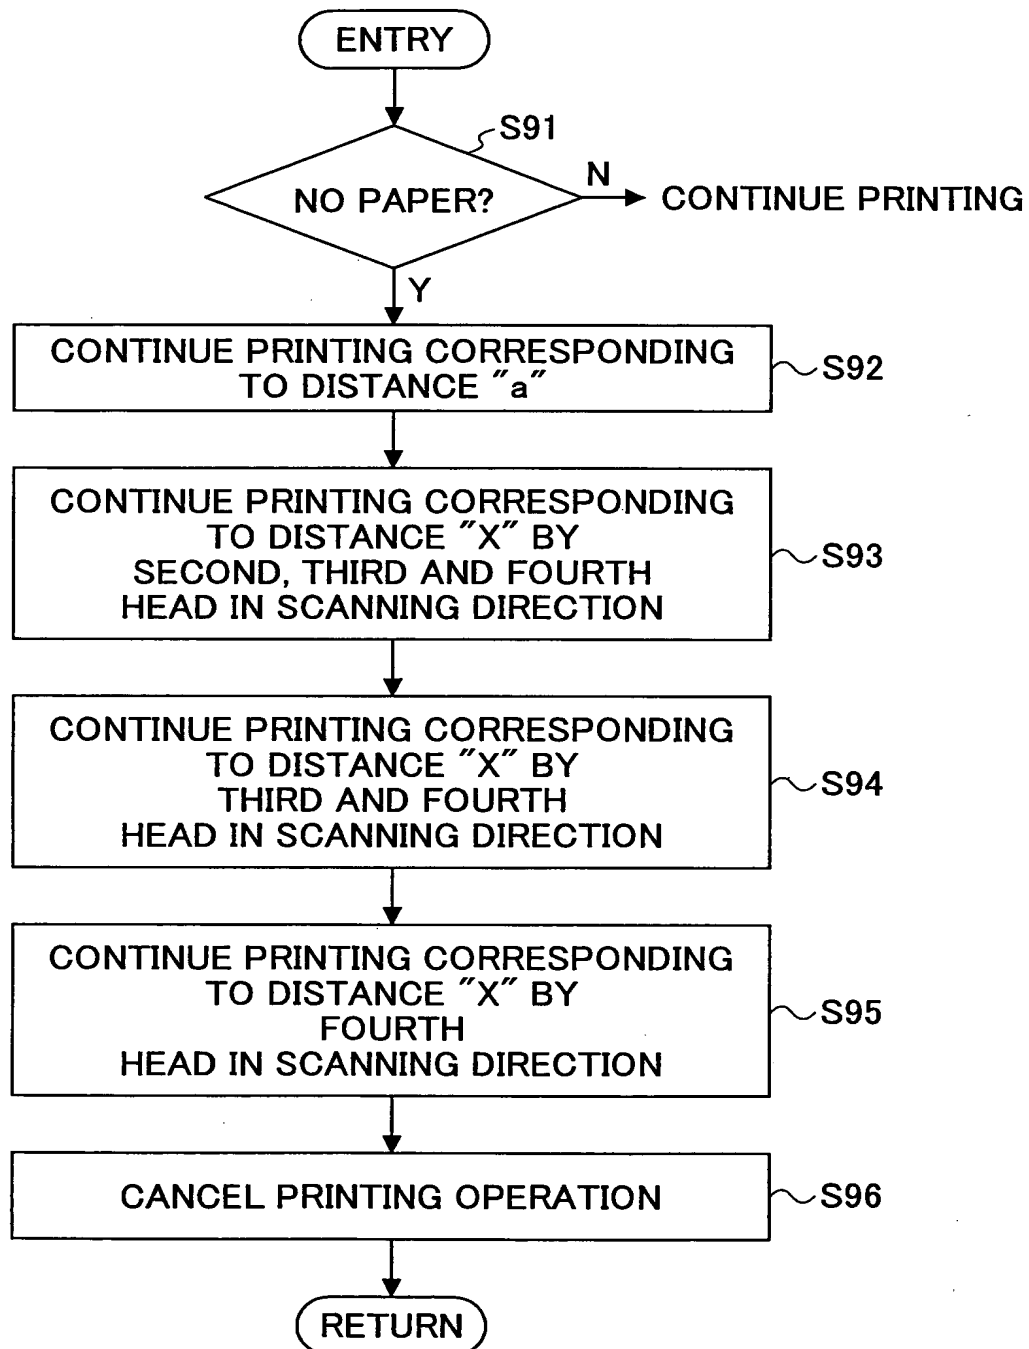 ENTRY
S91
NO PAPER?
N
CONTINUE PRINTING
Y
CONTINUE PRINTING CORRESPONDING
TO DISTANCE "a"
S92
CONTINUE PRINTING CORRESPONDING
TO DISTANCE "X" BY
SECOND, THIRD AND FOURTH
HEAD IN SCANNING DIRECTION
S93
CONTINUE PRINTING CORRESPONDING
TO DISTANCE "X" BY
THIRD AND FOURTH
HEAD IN SCANNING DIRECTION
S94
CONTINUE PRINTING CORRESPONDING
TO DISTANCE "X" BY
FOURTH
HEAD IN SCANNING DIRECTION
S95
CANCEL PRINTING OPERATION
S96
RETURN